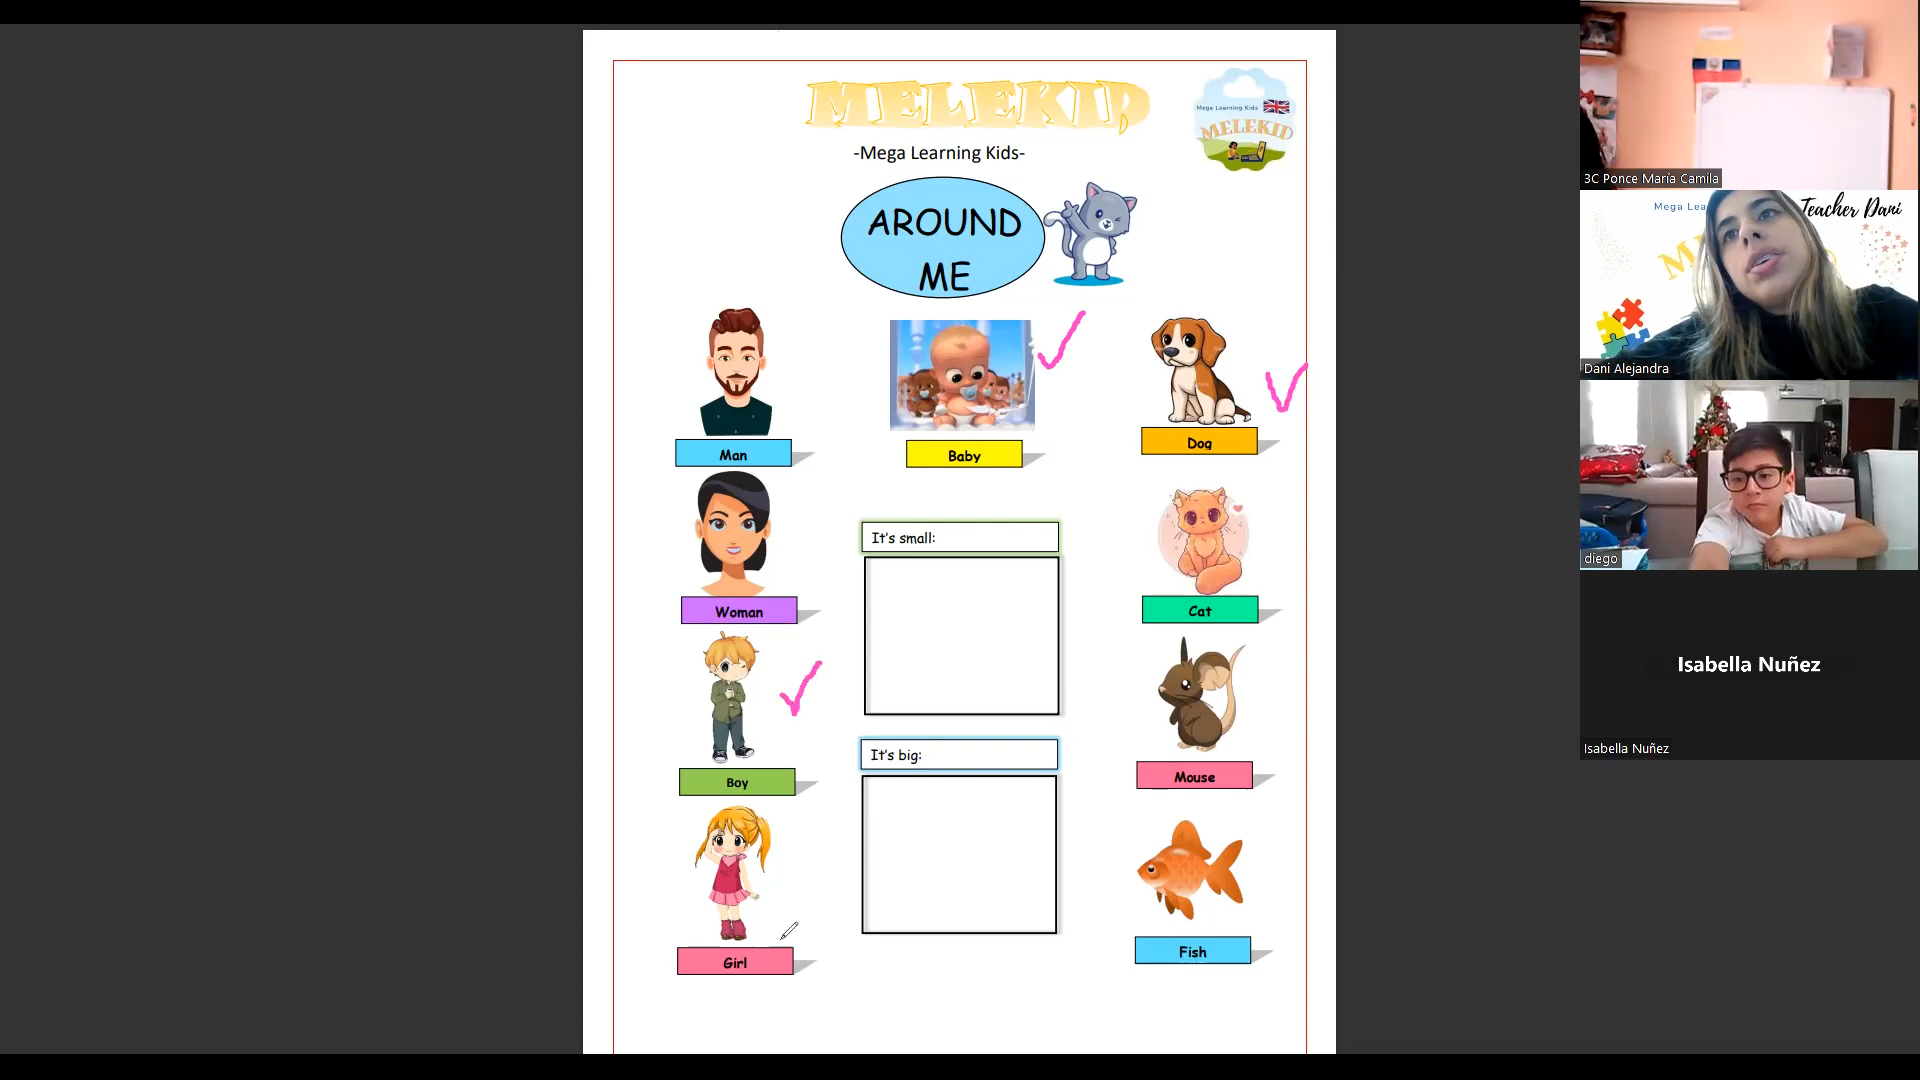 MELEKID
-Mega Learning Kids-
Mega Learning Kids
MELEKID
AROUND
ME
Man
Baby
Dog
Woman
It's small:
Cat
Boy
It's big:
Mouse
Girl
Fish
3C Ponce María Camila
Mega Lea
Teacher Dani
Dani Alejandra
diego
Isabella Nuñez
Isabella Nuñez